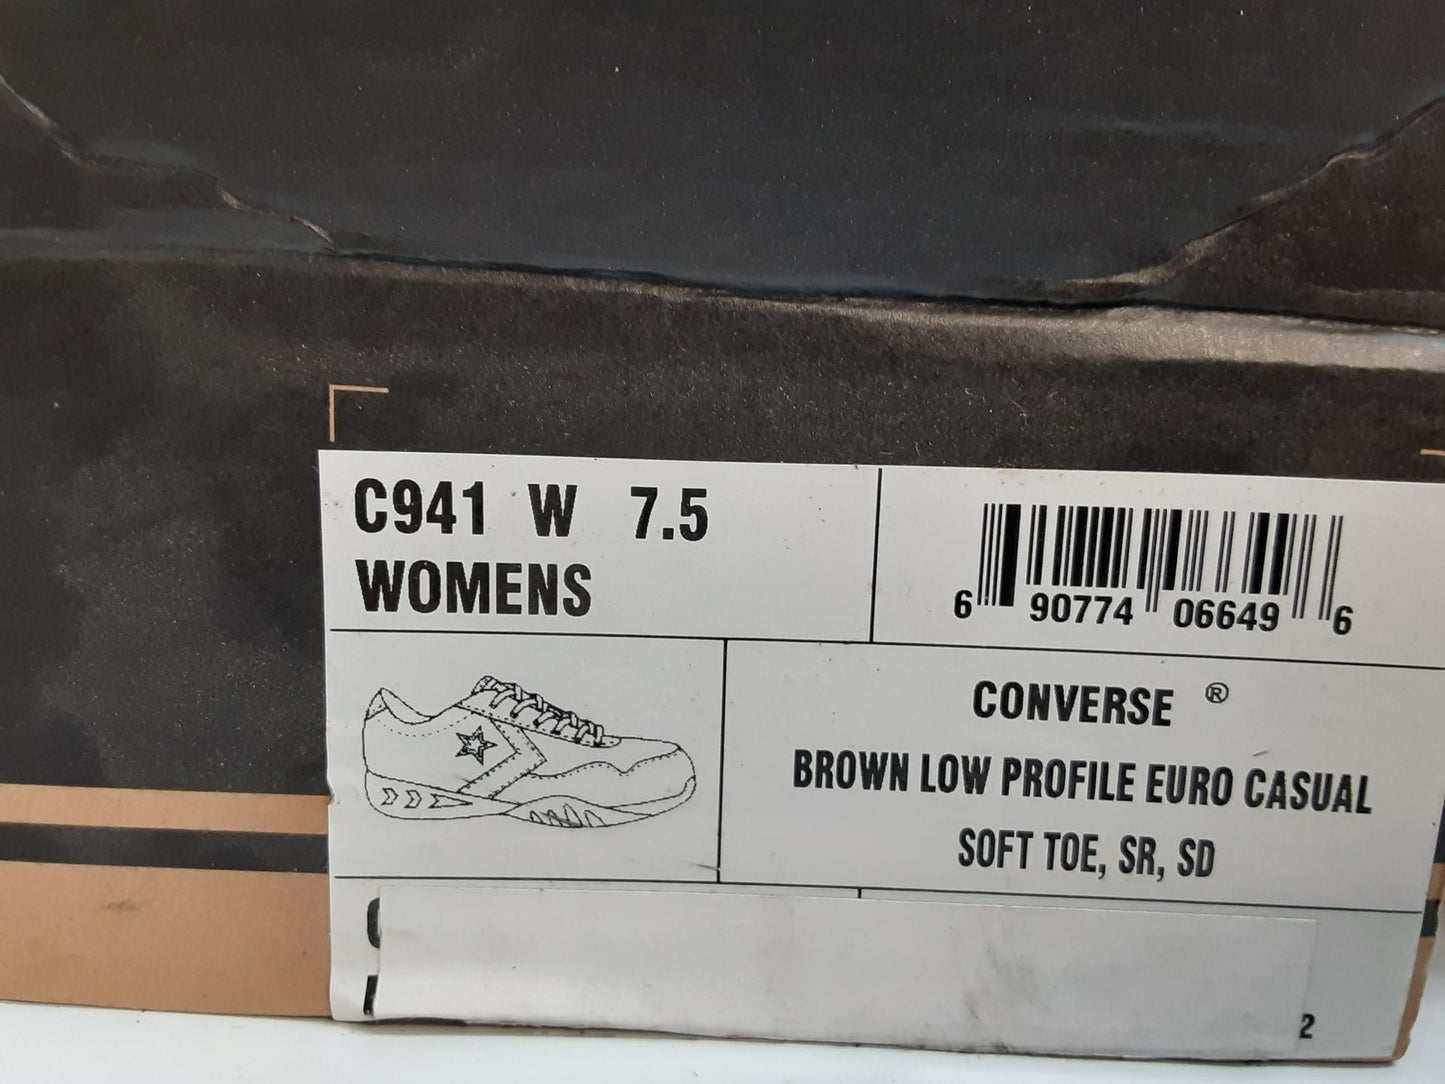 C941 W 7.5
WOMENS
6 90774 06649 6
CONVERSE ®
BROWN LOW PROFILE EURO CASUAL
SOFT TOE, SR, SD
2